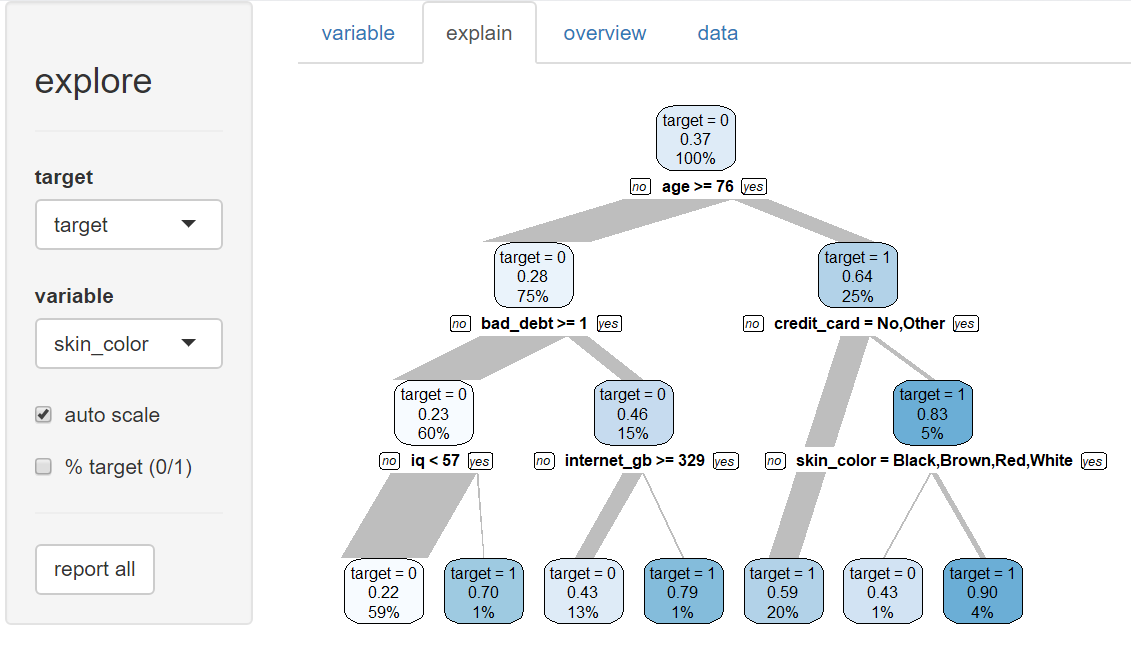 explore
target
target
variable
skin_color
auto scale
% target (0/1)
report all
variable explain overview data
target = 0
0.37
100%
no age >= 76 yes
target = 0
0.28
75%
target = 1
0.64
25%
no bad_debt >= 1 yes
no credit_card = No,Other yes
target = 0
0.23
60%
target = 0
0.46
15%
target = 1
0.83
5%
no iq < 57 yes
no internet_gb >= 329 yes
no skin_color = Black,Brown,Red,White yes
target = 0
0.22
59%
target = 1
0.70
1%
target = 0
0.43
13%
target = 1
0.79
1%
target = 1
0.59
20%
target = 0
0.43
1%
target = 1
0.90
4%